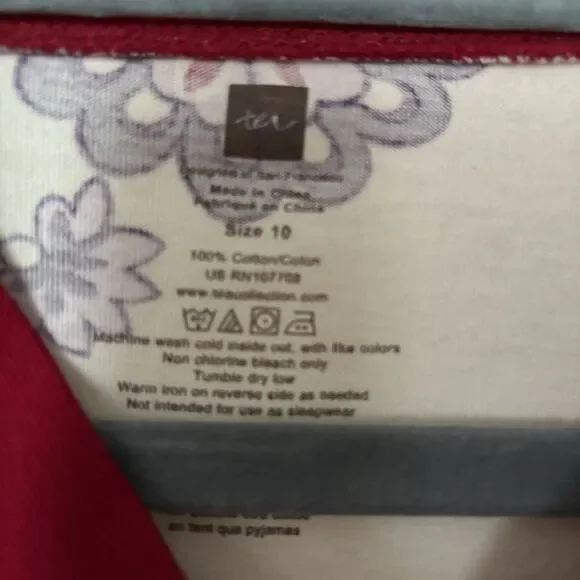 tea
Designed in San Francisco
Made in China
Fabriqué en Chine
Size 10
100% Cotton/Coton
US RN107708
www.teacollection.com
Machine wash cold inside out, with like colors
Non chlorine bleach only
Tumble dry low
Warm iron on reverse side as needed
Not intended for use as sleepwear
en tant que pyjamas